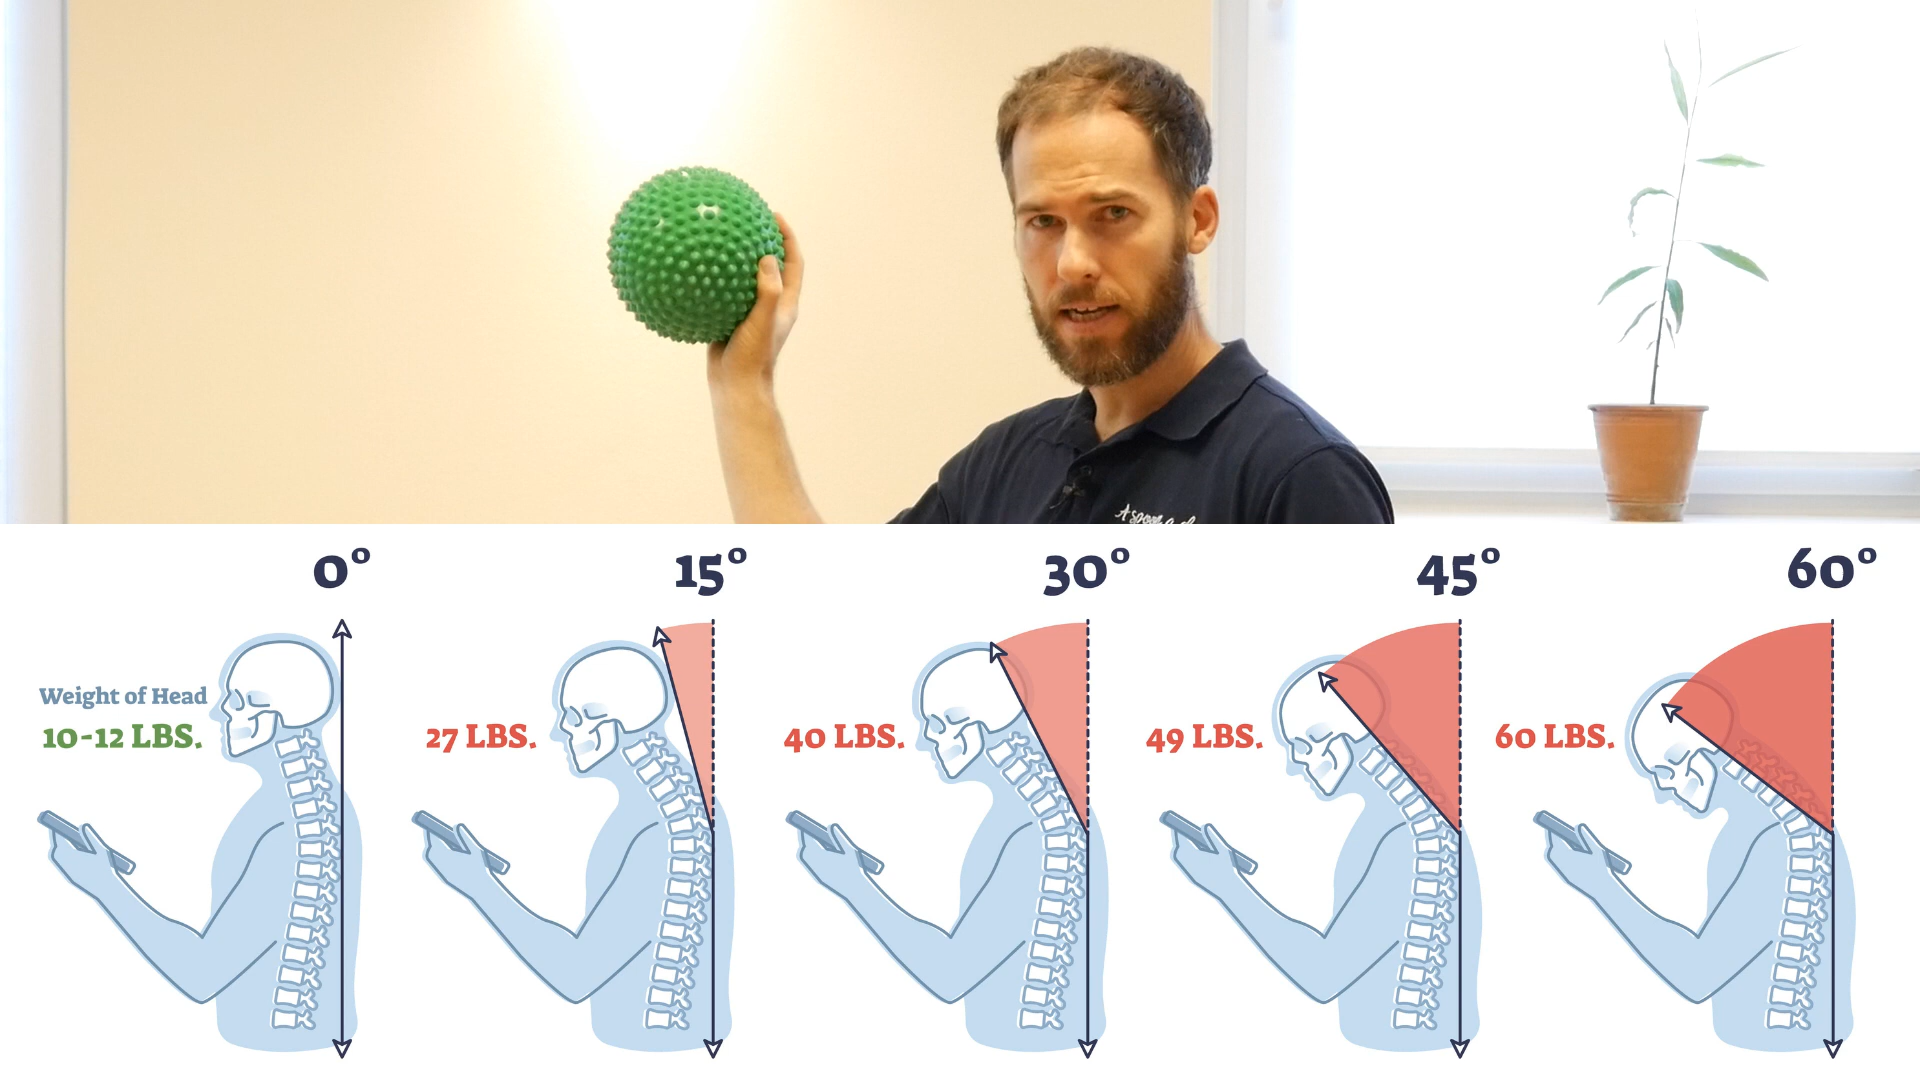 A spoonful
0°
15°
30°
45°
60°
Weight of Head
10-12 LBS.
27 LBS.
40 LBS.
49 LBS.
60 LBS.